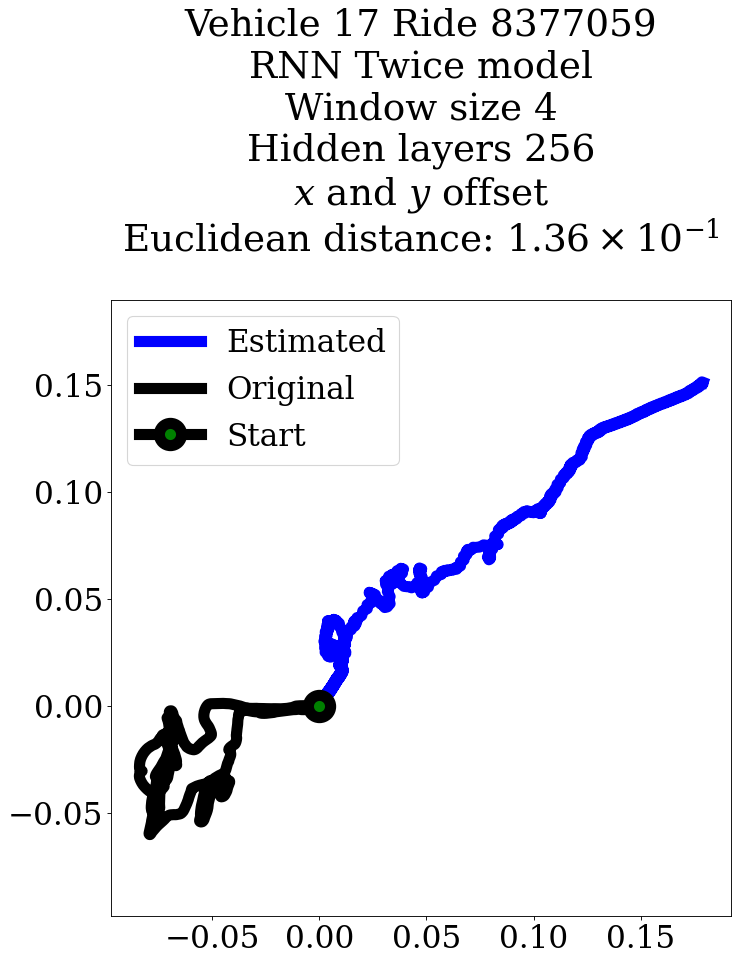 Vehicle 17 Ride 8377059
RNN Twice model
Window size 4
Hidden layers 256
x and y offset
Euclidean distance: 1.36 × 10⁻¹
Estimated
Original
Start
0.15
0.10
0.05
0.00
−0.05
−0.05 0.00 0.05 0.10 0.15